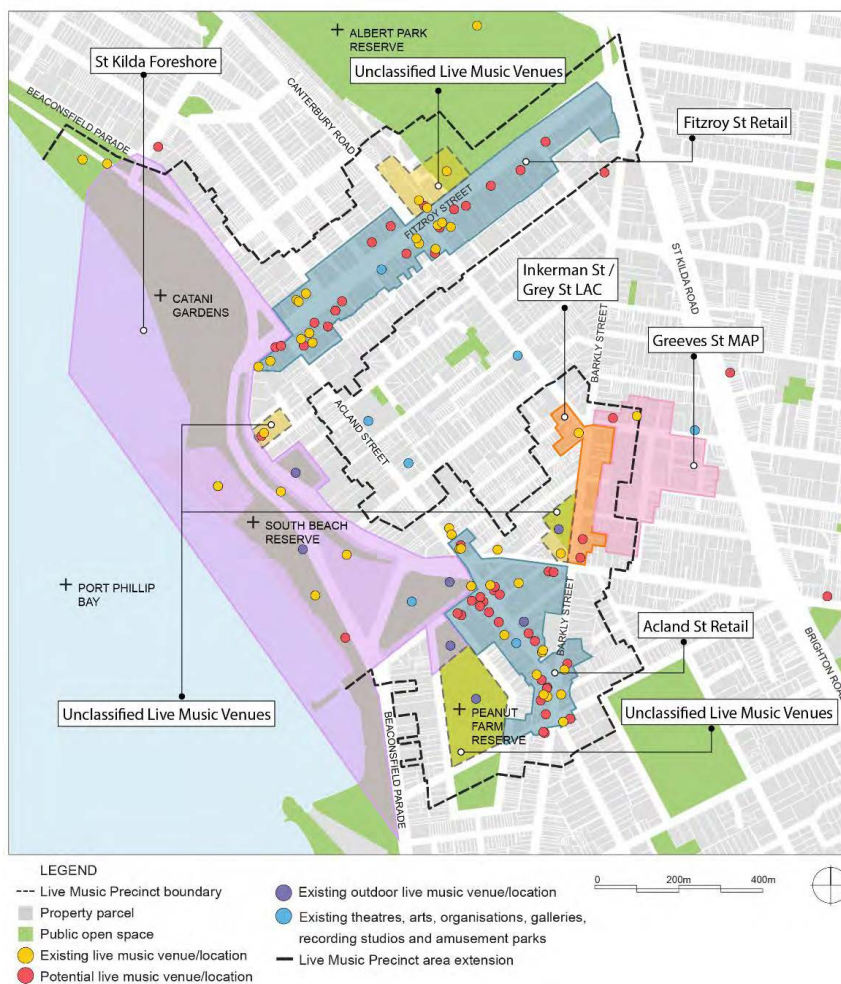 ALBERT PARK
RESERVE
St Kilda Foreshore
Unclassified Live Music Venues
CANTERBURY ROAD
BEACONSFIELD PARADE
Fitzroy St Retail
FITZROY STREET
ST KILDA ROAD
Inkerman St /
Grey St LAC
CATANI
GARDENS
BARKLY STREET
Greeves St MAP
ACLAND STREET
SOUTH BEACH
RESERVE
PORT PHILLIP
BAY
BARKLY STREET
Acland St Retail
BRIGHTON ROAD
Unclassified Live Music Venues
PEANUT
FARM
RESERVE
Unclassified Live Music Venues
BEACONSFIELD PARADE
LEGEND
Live Music Precinct boundary
Property parcel
Public open space
Existing live music venue/location
Potential live music venue/location
Existing outdoor live music venue/location
Existing theatres, arts, organisations, galleries,
recording studios and amusement parks
Live Music Precinct area extension
0 200m 400m